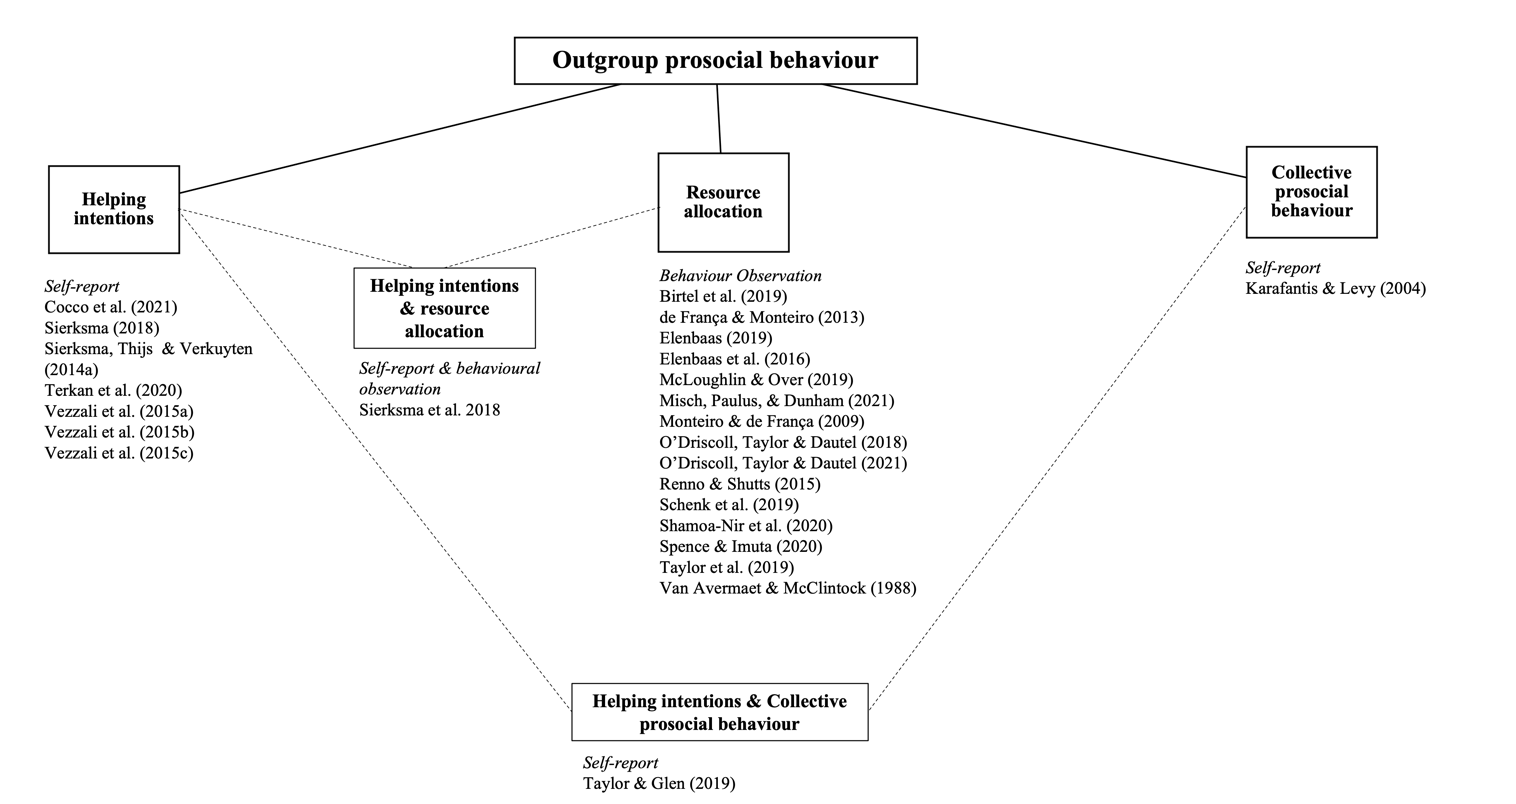 Outgroup prosocial behaviour
Helping
intentions
Self-report
Cocco et al. (2021)
Sierksma (2018)
Sierksma, Thijs & Verkuyten
(2014a)
Terkan et al. (2020)
Vezzali et al. (2015a)
Vezzali et al. (2015b)
Vezzali et al. (2015c)
Helping intentions
& resource
allocation
Self-report & behavioural
observation
Sierksma et al. 2018
Resource
allocation
Behaviour Observation
Birtel et al. (2019)
de França & Monteiro (2013)
Elenbaas (2019)
Elenbaas et al. (2016)
McLoughlin & Over (2019)
Misch, Paulus, & Dunham (2021)
Monteiro & de França (2009)
O’Driscoll, Taylor & Dautel (2018)
O’Driscoll, Taylor & Dautel (2021)
Renno & Shutts (2015)
Schenk et al. (2019)
Shamoa-Nir et al. (2020)
Spence & Imuta (2020)
Taylor et al. (2019)
Van Avermaet & McClintock (1988)
Collective
prosocial
behaviour
Self-report
Karafantis & Levy (2004)
Helping intentions & Collective
prosocial behaviour
Self-report
Taylor & Glen (2019)